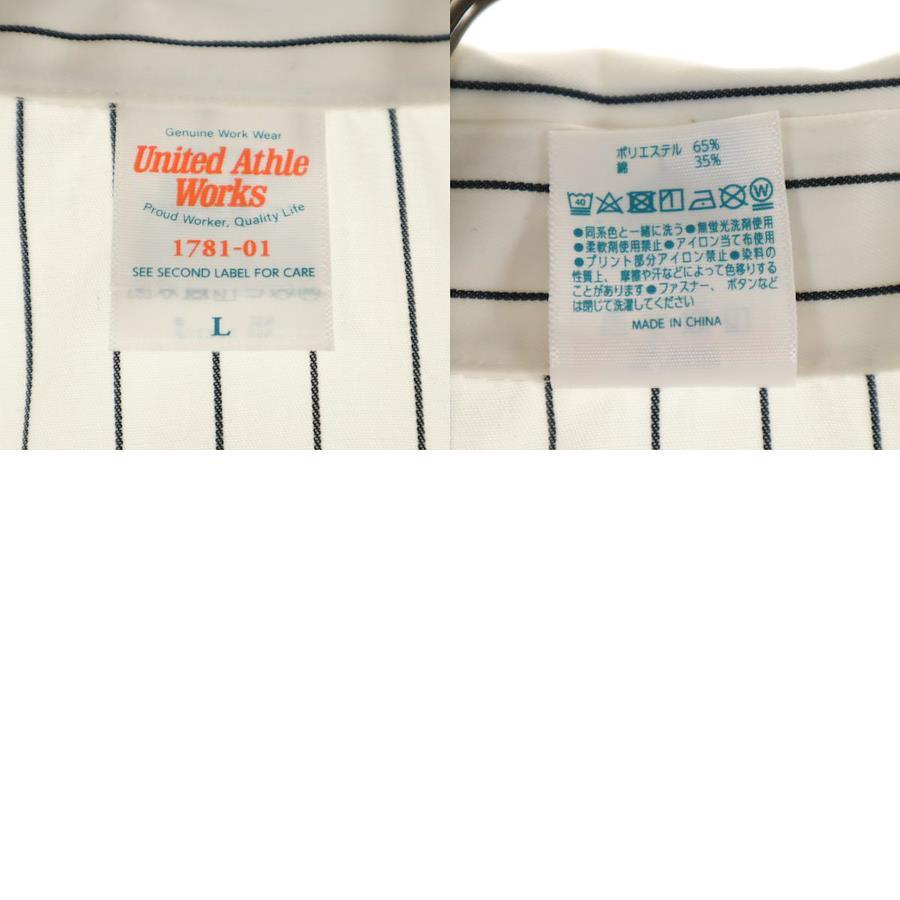 Genuine Work Wear
United Athle
Works
Proud Worker, Quality Life
1781-01
SEE SECOND LABEL FOR CARE
L
ポリエステル 65%
綿 35%
40
W
●同系色と一緒に洗う●無蛍光洗剤使用
●柔軟剤使用禁止●アイロン当て布使用
●プリント部分アイロン禁止●染料の
性質上、摩擦や汗などによって色移りする
ことがあります●ファスナー、ボタンなど
は閉じて洗濯してください
MADE IN CHINA